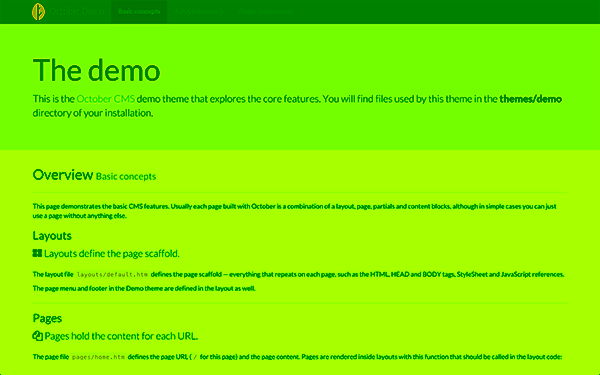 October Demo Basic concepts
The demo
This is the October CMS demo theme that explores the core features. You will find files used by this theme in the themes/demo
directory of your installation.
Overview Basic concepts
This page demonstrates the basic CMS features. Usually each page built with October is a combination of a layout, page, partials and content blocks, although in simple cases you can just
use a page without anything else.
Layouts
Layouts define the page scaffold.
The layout file layouts/default.htm defines the page scaffold — everything that repeats on each page, such as the HTML, HEAD and BODY tags, StyleSheet and JavaScript references.
The page menu and footer in the Demo theme are defined in the layout as well.
Pages
Pages hold the content for each URL.
The page file pages/home.htm defines the page URL ( / for this page) and the page content. Pages are rendered inside layouts with this function that should be called in the layout code: